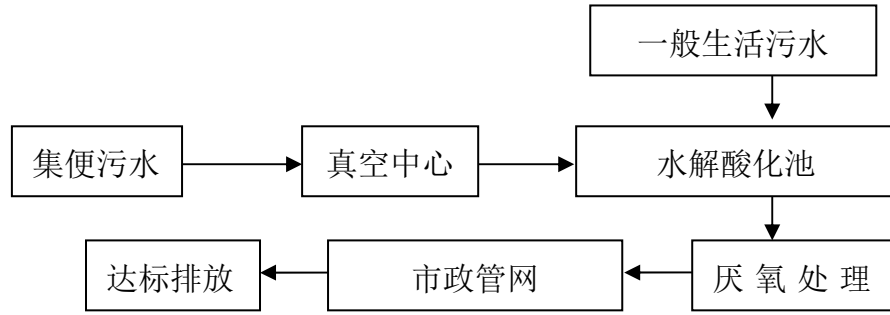 一般生活污水
集便污水
真空中心
水解酸化池
达标排放
市政管网
厌 氧 处 理